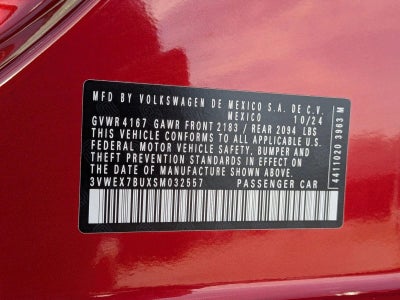 MFD BY VOLKSWAGEN DE MEXICO S.A. DE C.V.
MEXICO 10/24
GVWR 4167 GAWR FRONT 2183 / REAR 2094 LBS
THIS VEHICLE CONFORMS TO ALL APPLICABLE U.S.
FEDERAL MOTOR VEHICLE SAFETY, BUMPER AND
THEFT PREVENTION STANDARDS IN EFFECT ON
THE DATE OF MANUFACTURE SHOWN ABOVE.
3VWEX7BUXSM032557 PASSENGER CAR
4411020 3963 M